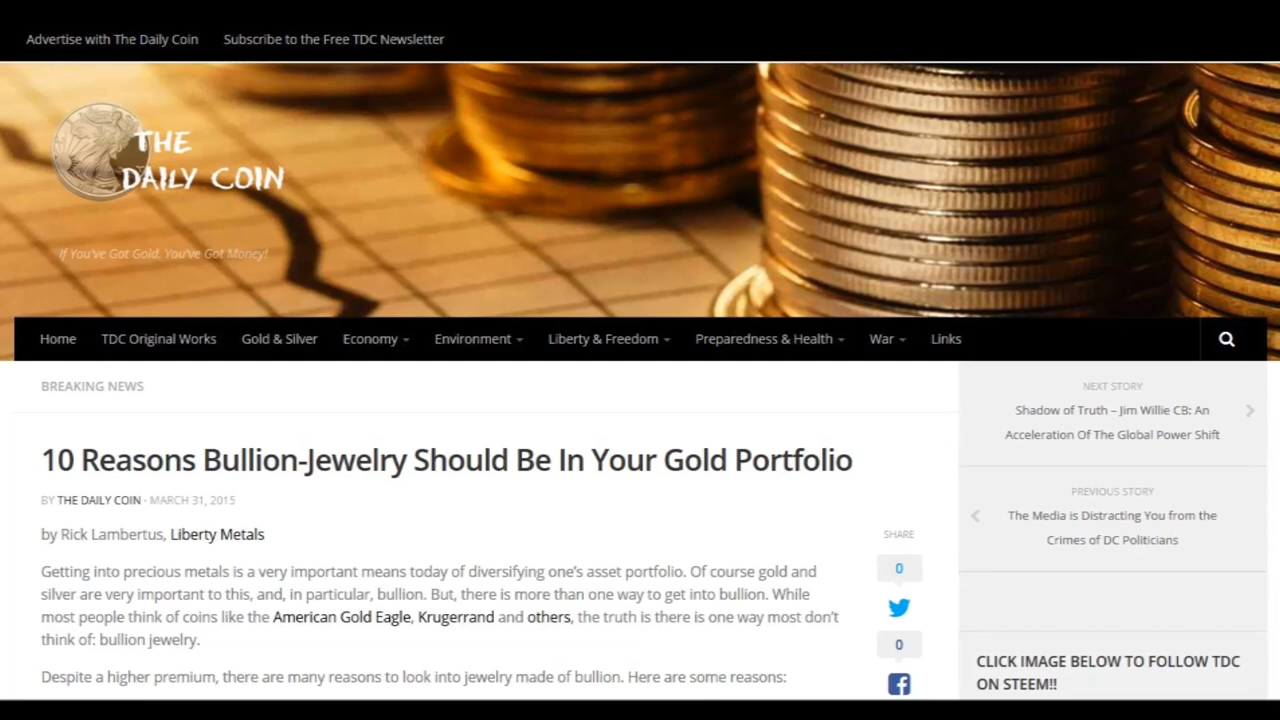 Advertise with The Daily Coin
Subscribe to the Free TDC Newsletter
THE
DAILY COIN
If You've Got Gold, You've Got Money!
Home
TDC Original Works
Gold & Silver
Economy
Environment
Liberty & Freedom
Preparedness & Health
War
Links
BREAKING NEWS
10 Reasons Bullion-Jewelry Should Be In Your Gold Portfolio
BY THE DAILY COIN · MARCH 31, 2015
by Rick Lambertus, Liberty Metals
Getting into precious metals is a very important means today of diversifying one's asset portfolio. Of course gold and
silver are very important to this, and, in particular, bullion. But, there is more than one way to get into bullion. While
most people think of coins like the American Gold Eagle, Krugerrand and others, the truth is there is one way most don't
think of: bullion jewelry.
Despite a higher premium, there are many reasons to look into jewelry made of bullion. Here are some reasons:
SHARE
0
0
NEXT STORY
Shadow of Truth – Jim Willie CB: An
Acceleration Of The Global Power Shift
PREVIOUS STORY
The Media is Distracting You from the
Crimes of DC Politicians
CLICK IMAGE BELOW TO FOLLOW TDC
ON STEEM!!